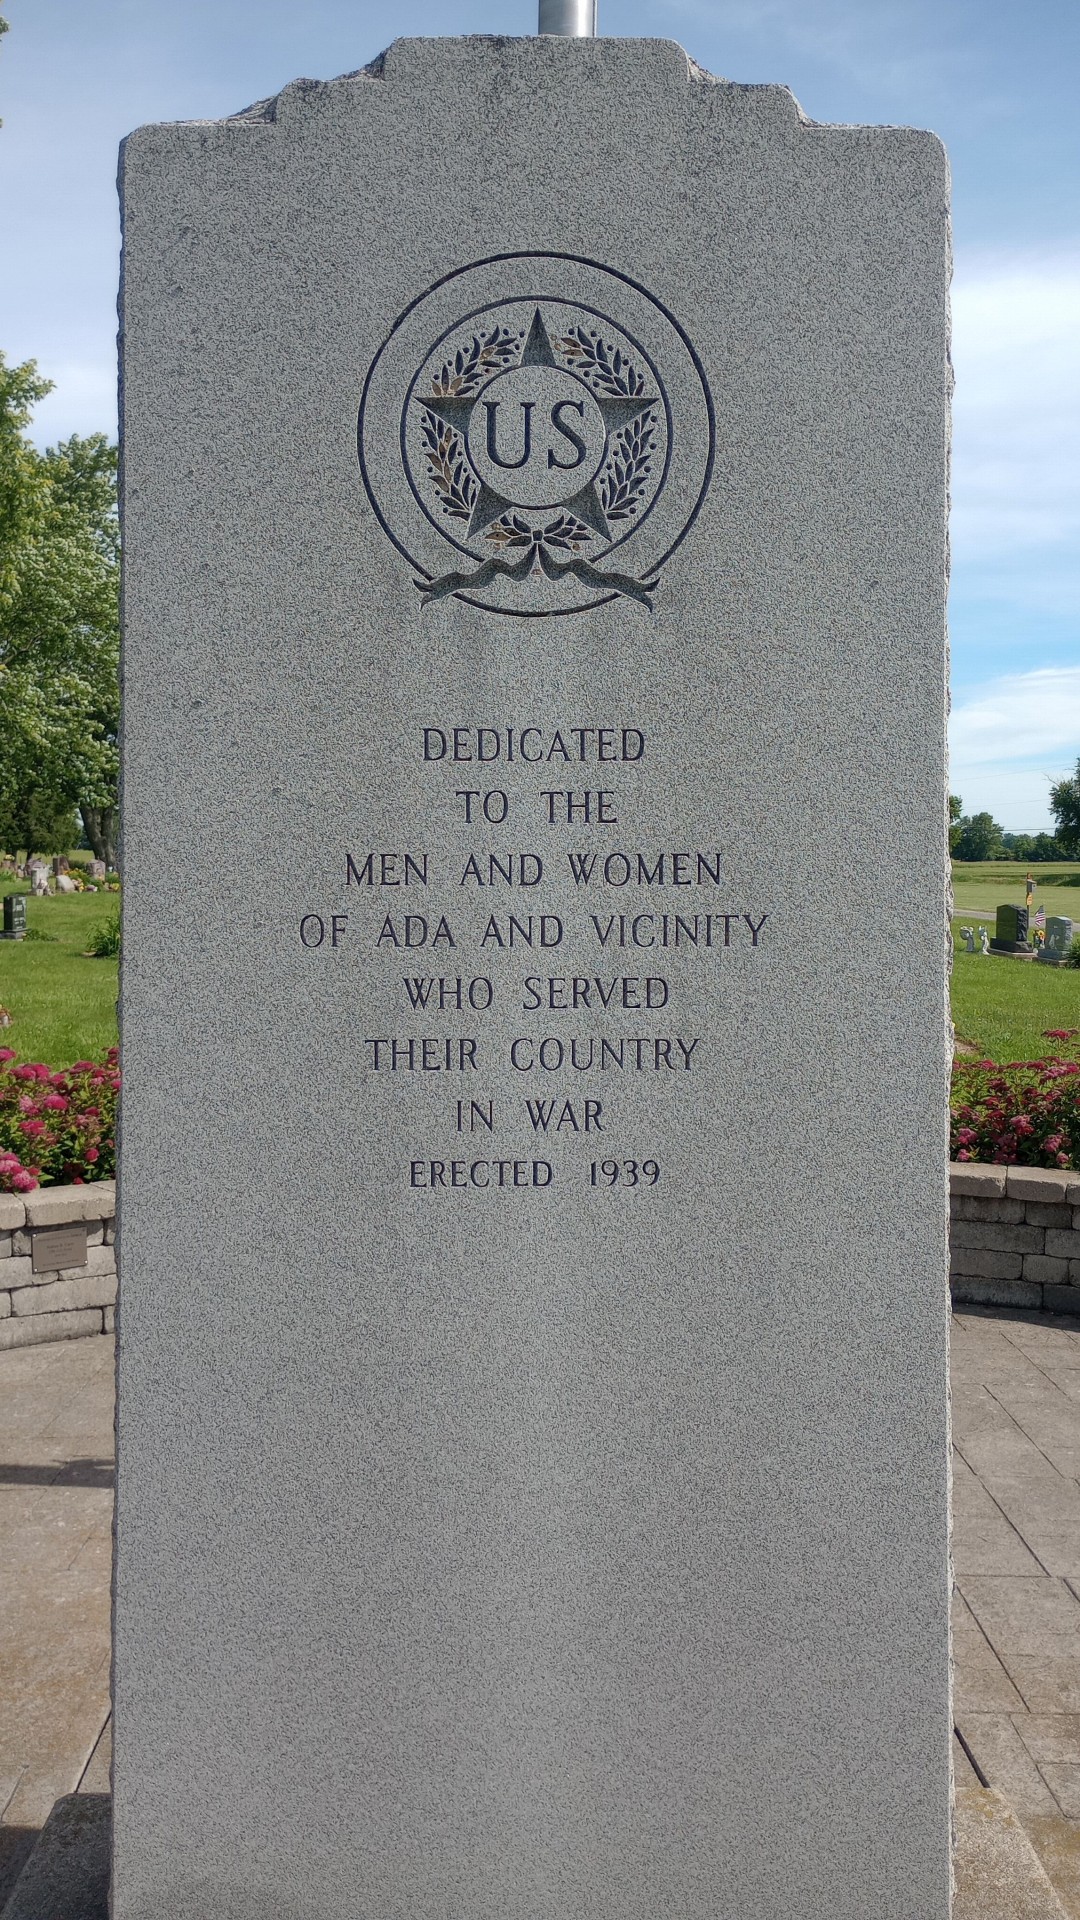 US
DEDICATED
TO THE
MEN AND WOMEN
OF ADA AND VICINITY
WHO SERVED
THEIR COUNTRY
IN WAR
ERECTED 1939